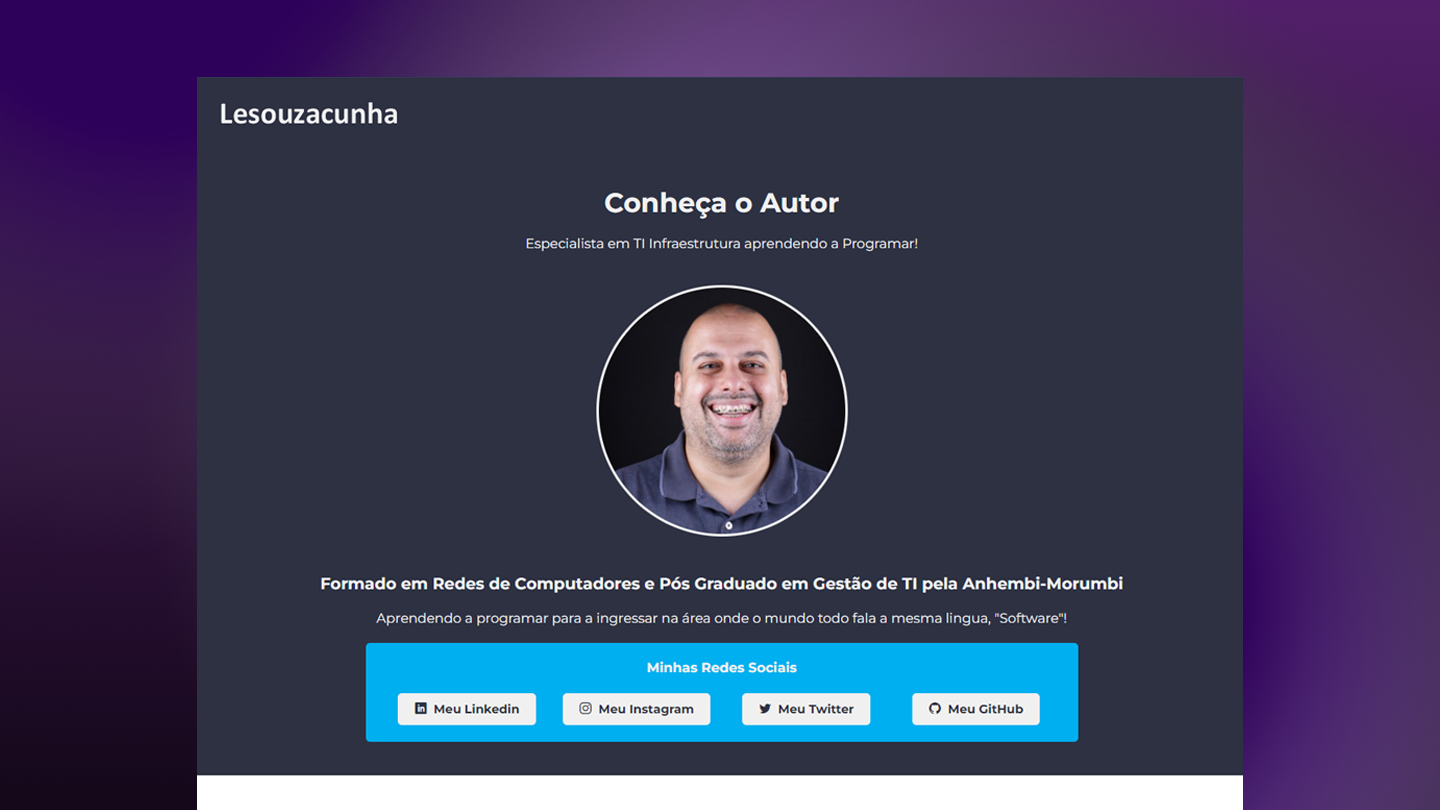 Lesouzacunha
Conheça o Autor
Especialista em TI Infraestrutura aprendendo a Programar!
Formado em Redes de Computadores e Pós Graduado em Gestão de TI pela Anhembi-Morumbi
Aprendendo a programar para a ingressar na área onde o mundo todo fala a mesma lingua, "Software"!
Minhas Redes Sociais
Meu Linkedin Meu Instagram Meu Twitter Meu GitHub